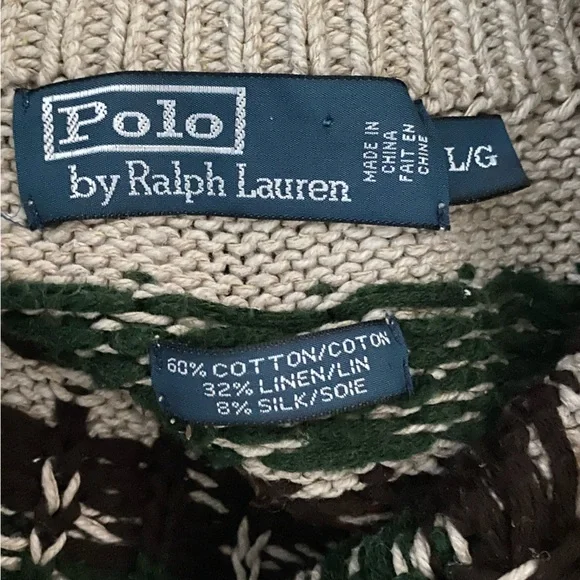 Polo
by Ralph Lauren
MADE IN
CHINA
FAIT EN
CHINE
L/G
60% COTTON/COTON
32% LINEN/LIN
8% SILK/SOIE